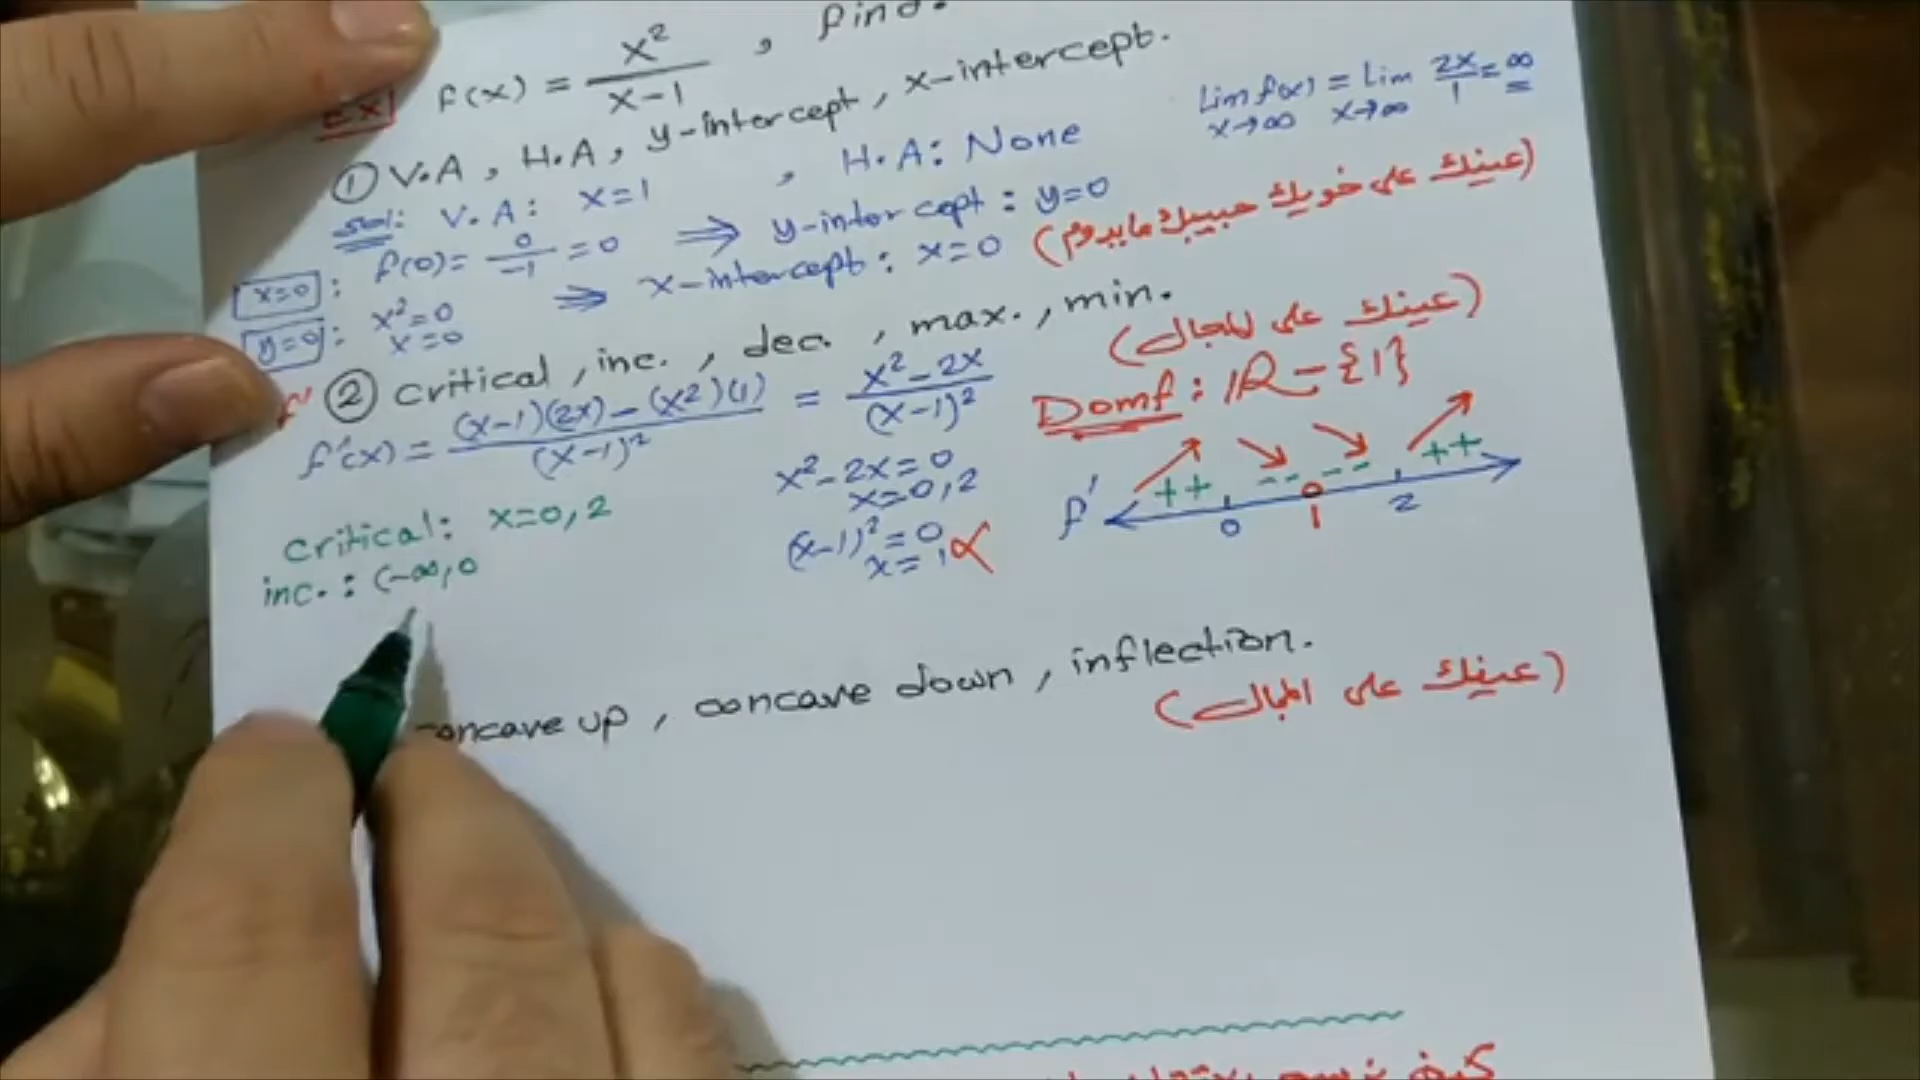 Ex f(x) = x²/(x-1) , find:
① V.A , H.A , y-intercept , x-intercept.
Sol: V.A: x=1 , H.A: None
Lim f(x) = Lim 2x/1 = ∞
x→∞ x→∞
x=0 : f(0) = 0/-1 = 0 ⇒ y-intercept : y=0
y=0 : x²=0 ⇒ x-intercept : x=0 (عينك على خويك حبيبك مايدوم)
x=0
f' ② critical , inc. , dec. , max. , min. (عينك على المجال)
f'(x) = ((x-1)(2x) - (x²)(1))/(x-1)² = (x²-2x)/(x-1)²
Domf : IR - {1}
x²-2x=0
x=0,2
(x-1)²=0
x=1
f' ++ -- -- ++
0 1 2
critical: x=0, 2
inc. : (-∞, 0
oncave up , concave down , inflection.
(عينك على المجال)